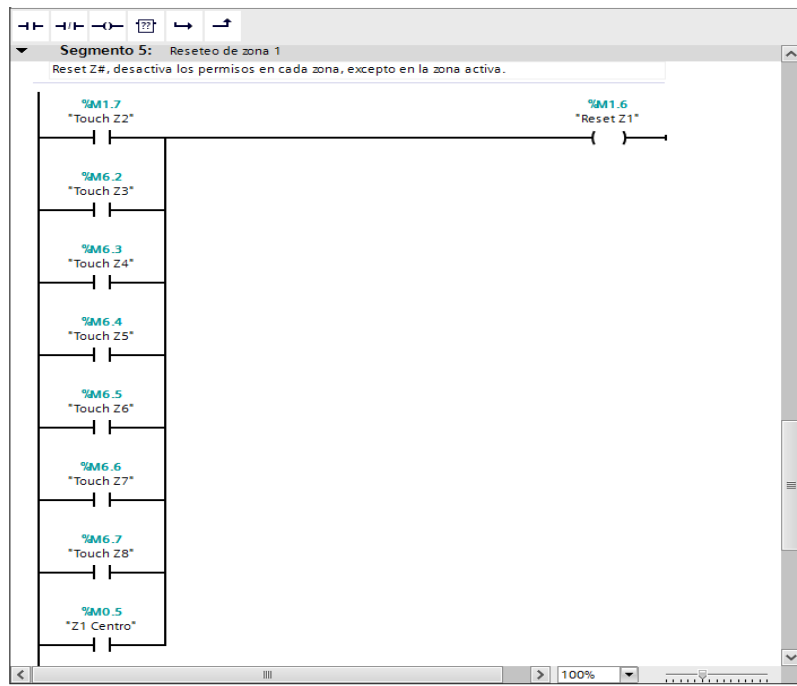 ??
Segmento 5: Reseteo de zona 1
Reset Z#, desactiva los permisos en cada zona, excepto en la zona activa.
%M1.7
"Touch Z2"
%M1.6
"Reset Z1"
%M6.2
"Touch Z3"
%M6.3
"Touch Z4"
%M6.4
"Touch Z5"
%M6.5
"Touch Z6"
%M6.6
"Touch Z7"
%M6.7
"Touch Z8"
%M0.5
"Z1 Centro"
100%